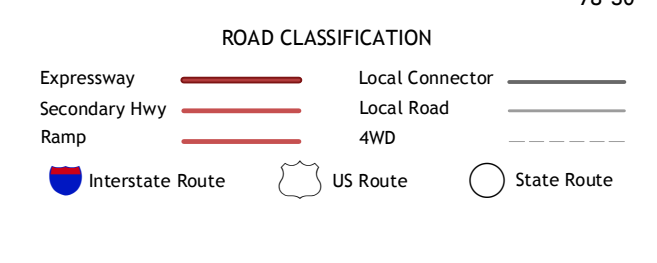 ROAD CLASSIFICATION
Expressway
Local Connector
Secondary Hwy
Local Road
Ramp
4WD
Interstate Route
US Route
State Route